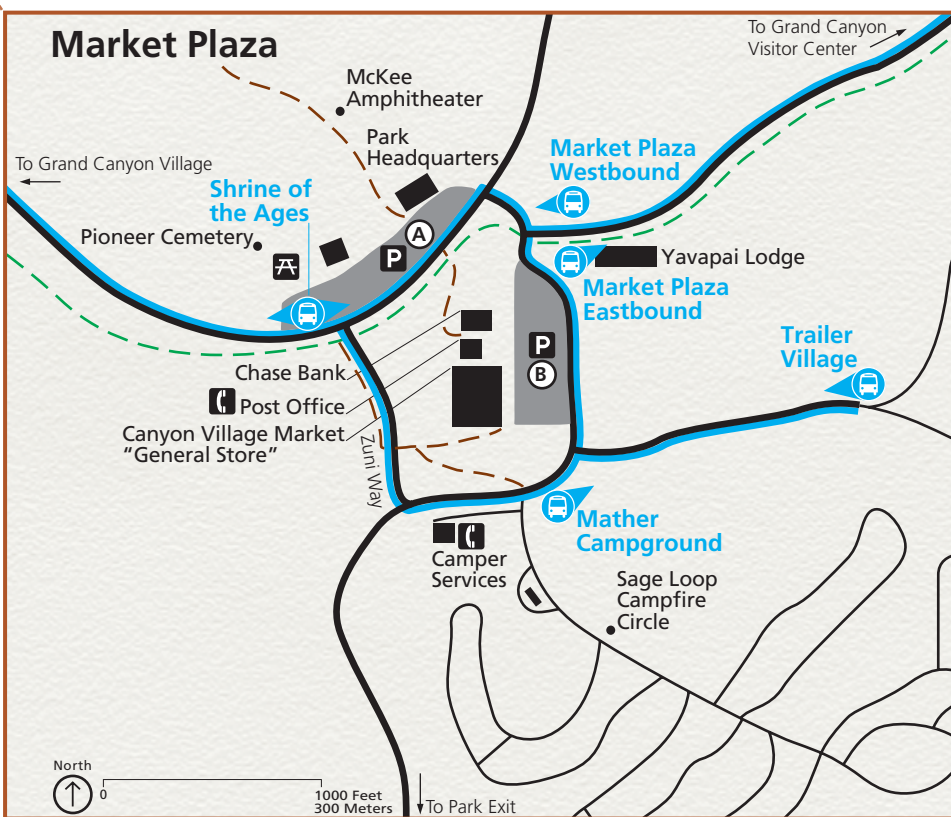 Market Plaza
To Grand Canyon
Visitor Center
McKee
Amphitheater
Park
Headquarters
To Grand Canyon Village
Market Plaza
Westbound
Shrine of
the Ages
Pioneer Cemetery
A
P
Yavapai Lodge
Market Plaza
Eastbound
Trailer
Village
P
B
Chase Bank
Post Office
Canyon Village Market
"General Store"
Zuni Way
Mather
Campground
Camper
Services
Sage Loop
Campfire
Circle
North
0
1000 Feet
300 Meters
To Park Exit